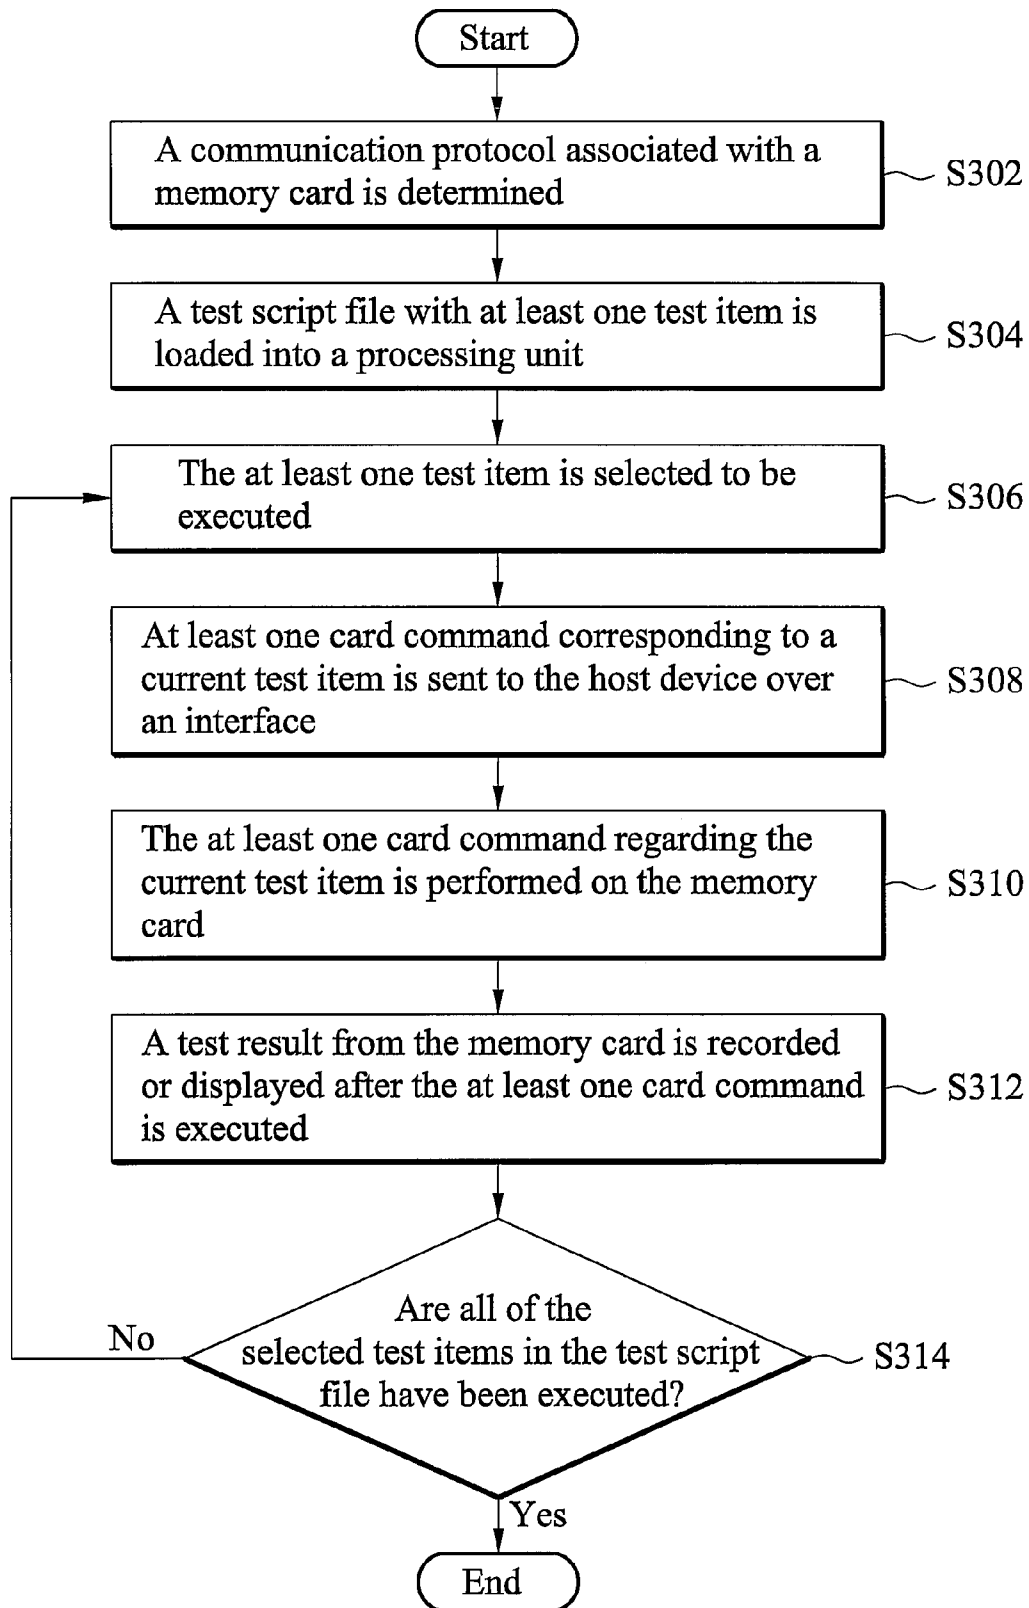 Start
A communication protocol associated with a
memory card is determined
S302
A test script file with at least one test item is
loaded into a processing unit
S304
The at least one test item is selected to be
executed
S306
At least one card command corresponding to a
current test item is sent to the host device over
an interface
S308
The at least one card command regarding the
current test item is performed on the memory
card
S310
A test result from the memory card is recorded
or displayed after the at least one card command
is executed
S312
Are all of the
selected test items in the test script
file have been executed?
S314
No
Yes
End